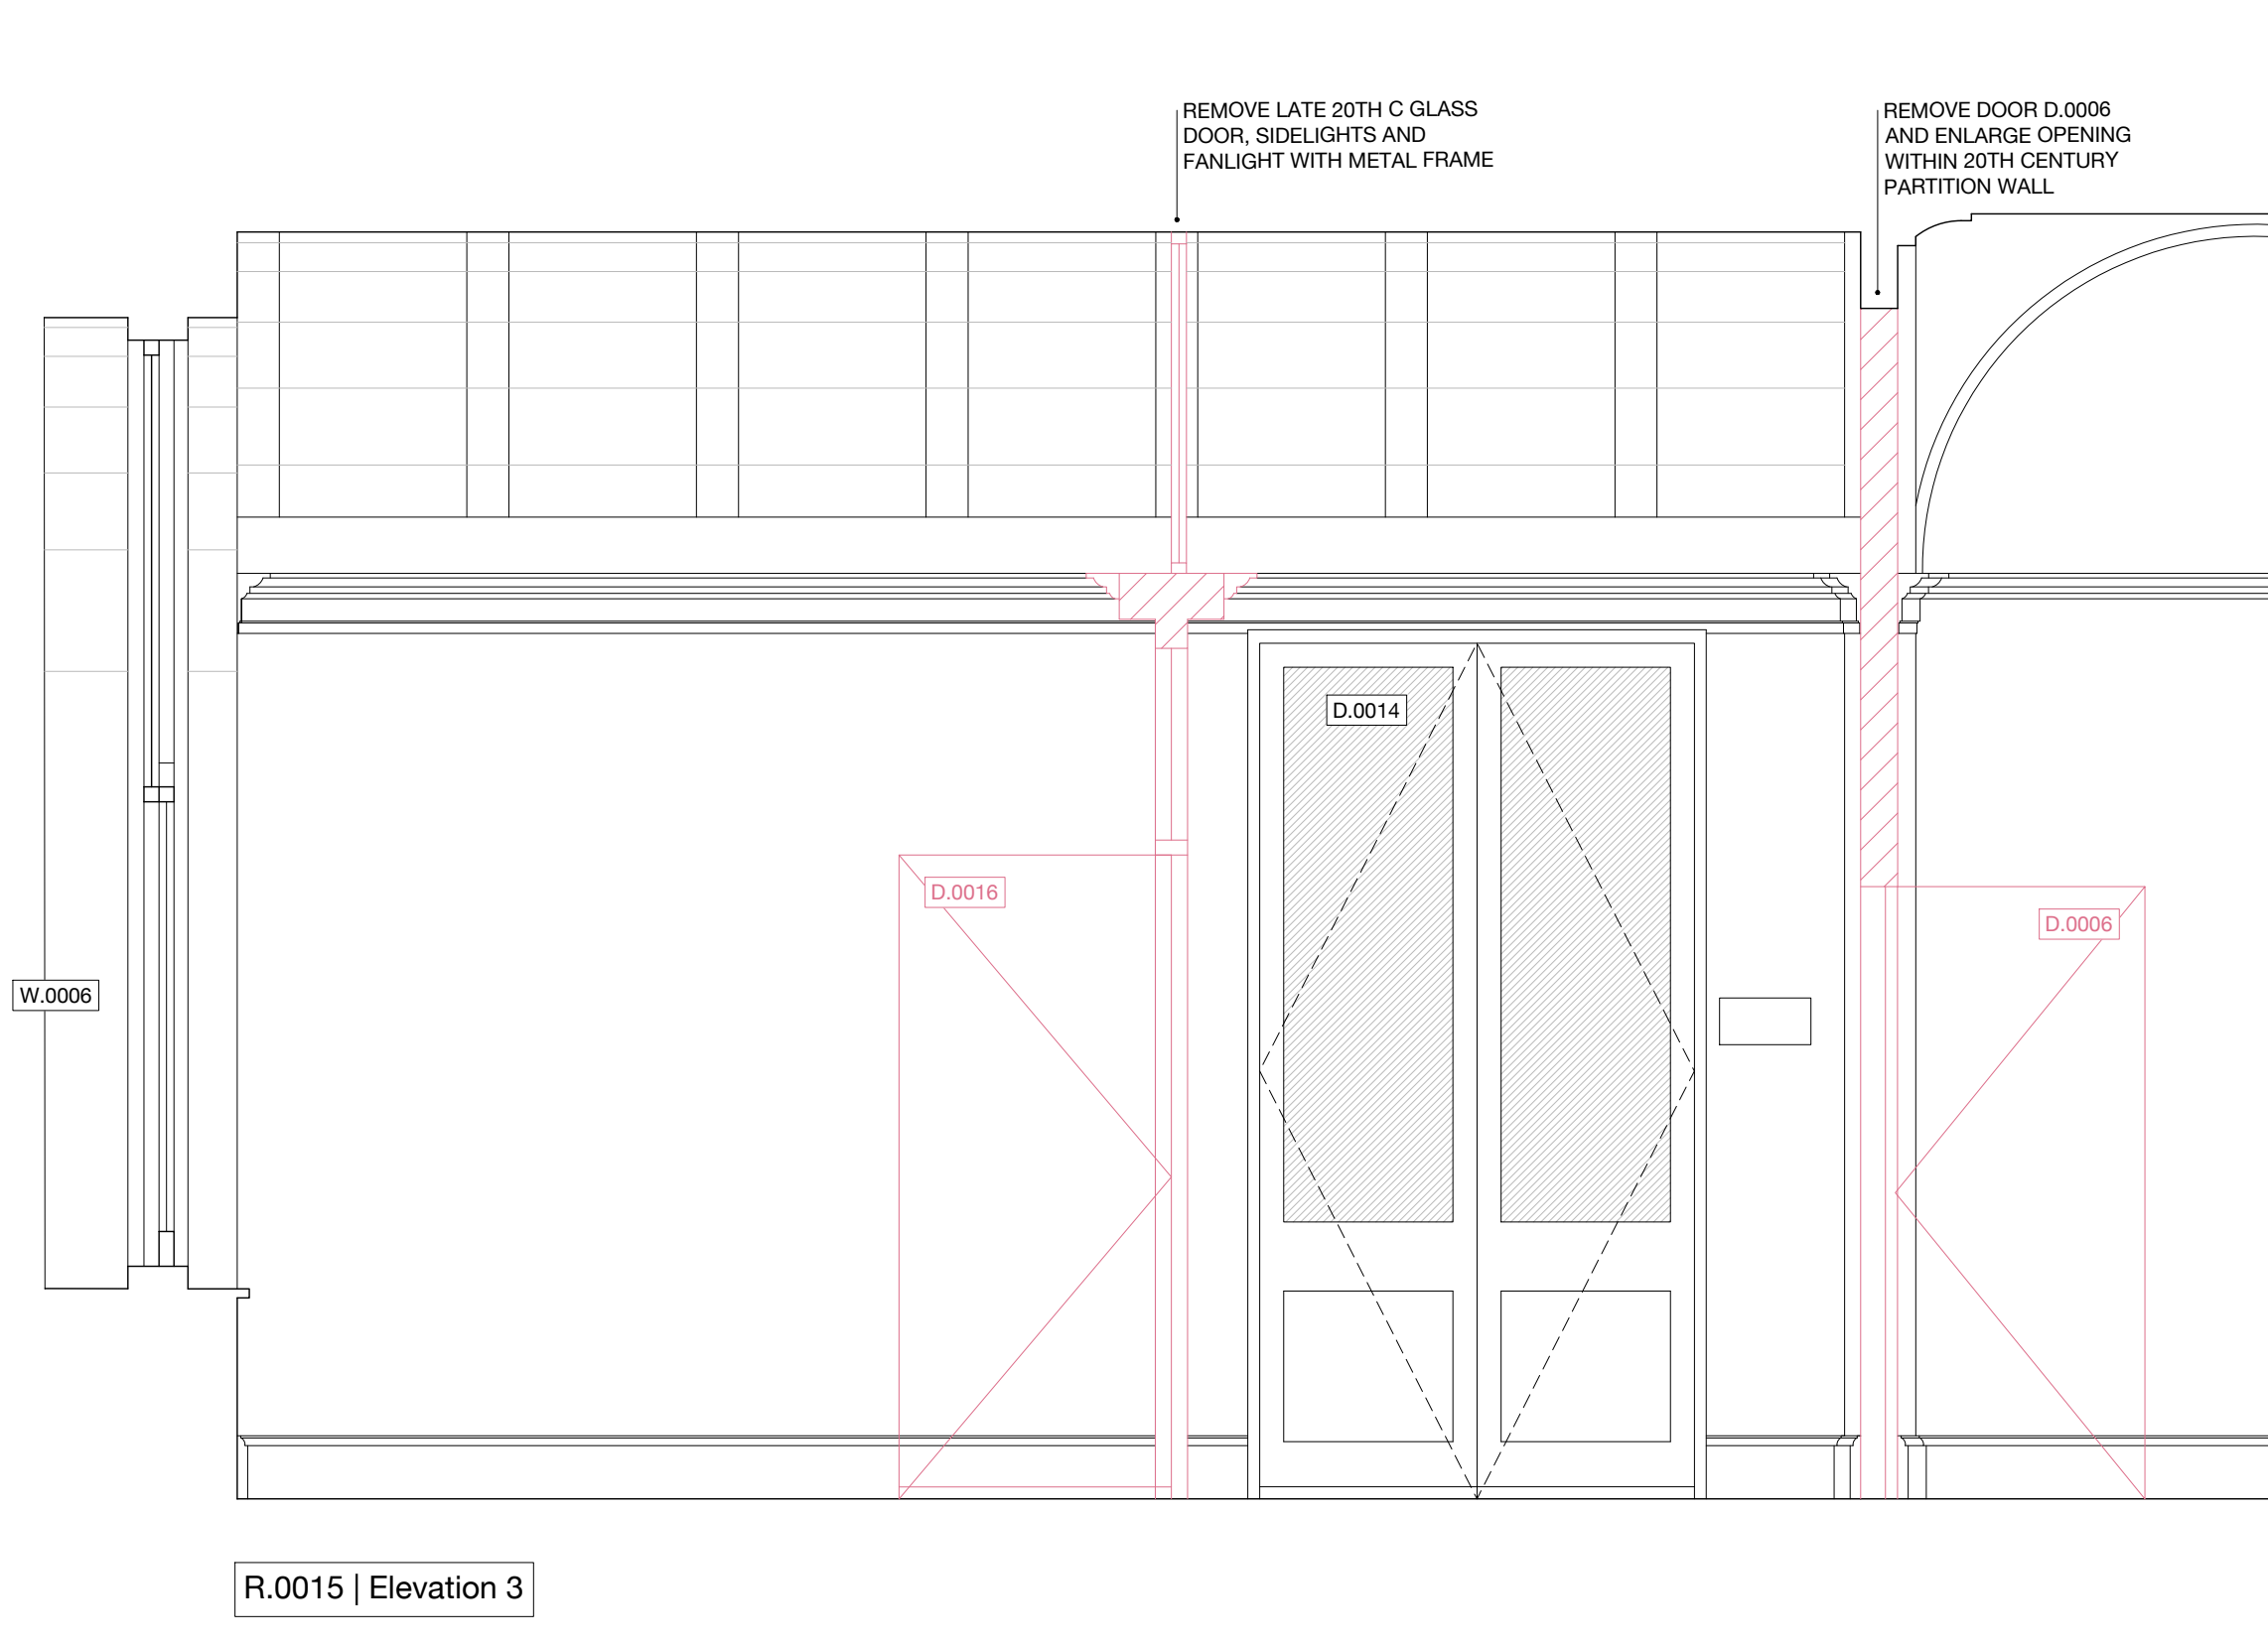 REMOVE LATE 20TH C GLASS
DOOR, SIDELIGHTS AND
FANLIGHT WITH METAL FRAME
REMOVE DOOR D.0006
AND ENLARGE OPENING
WITHIN 20TH CENTURY
PARTITION WALL
D.0014
D.0016
D.0006
W.0006
R.0015 | Elevation 3